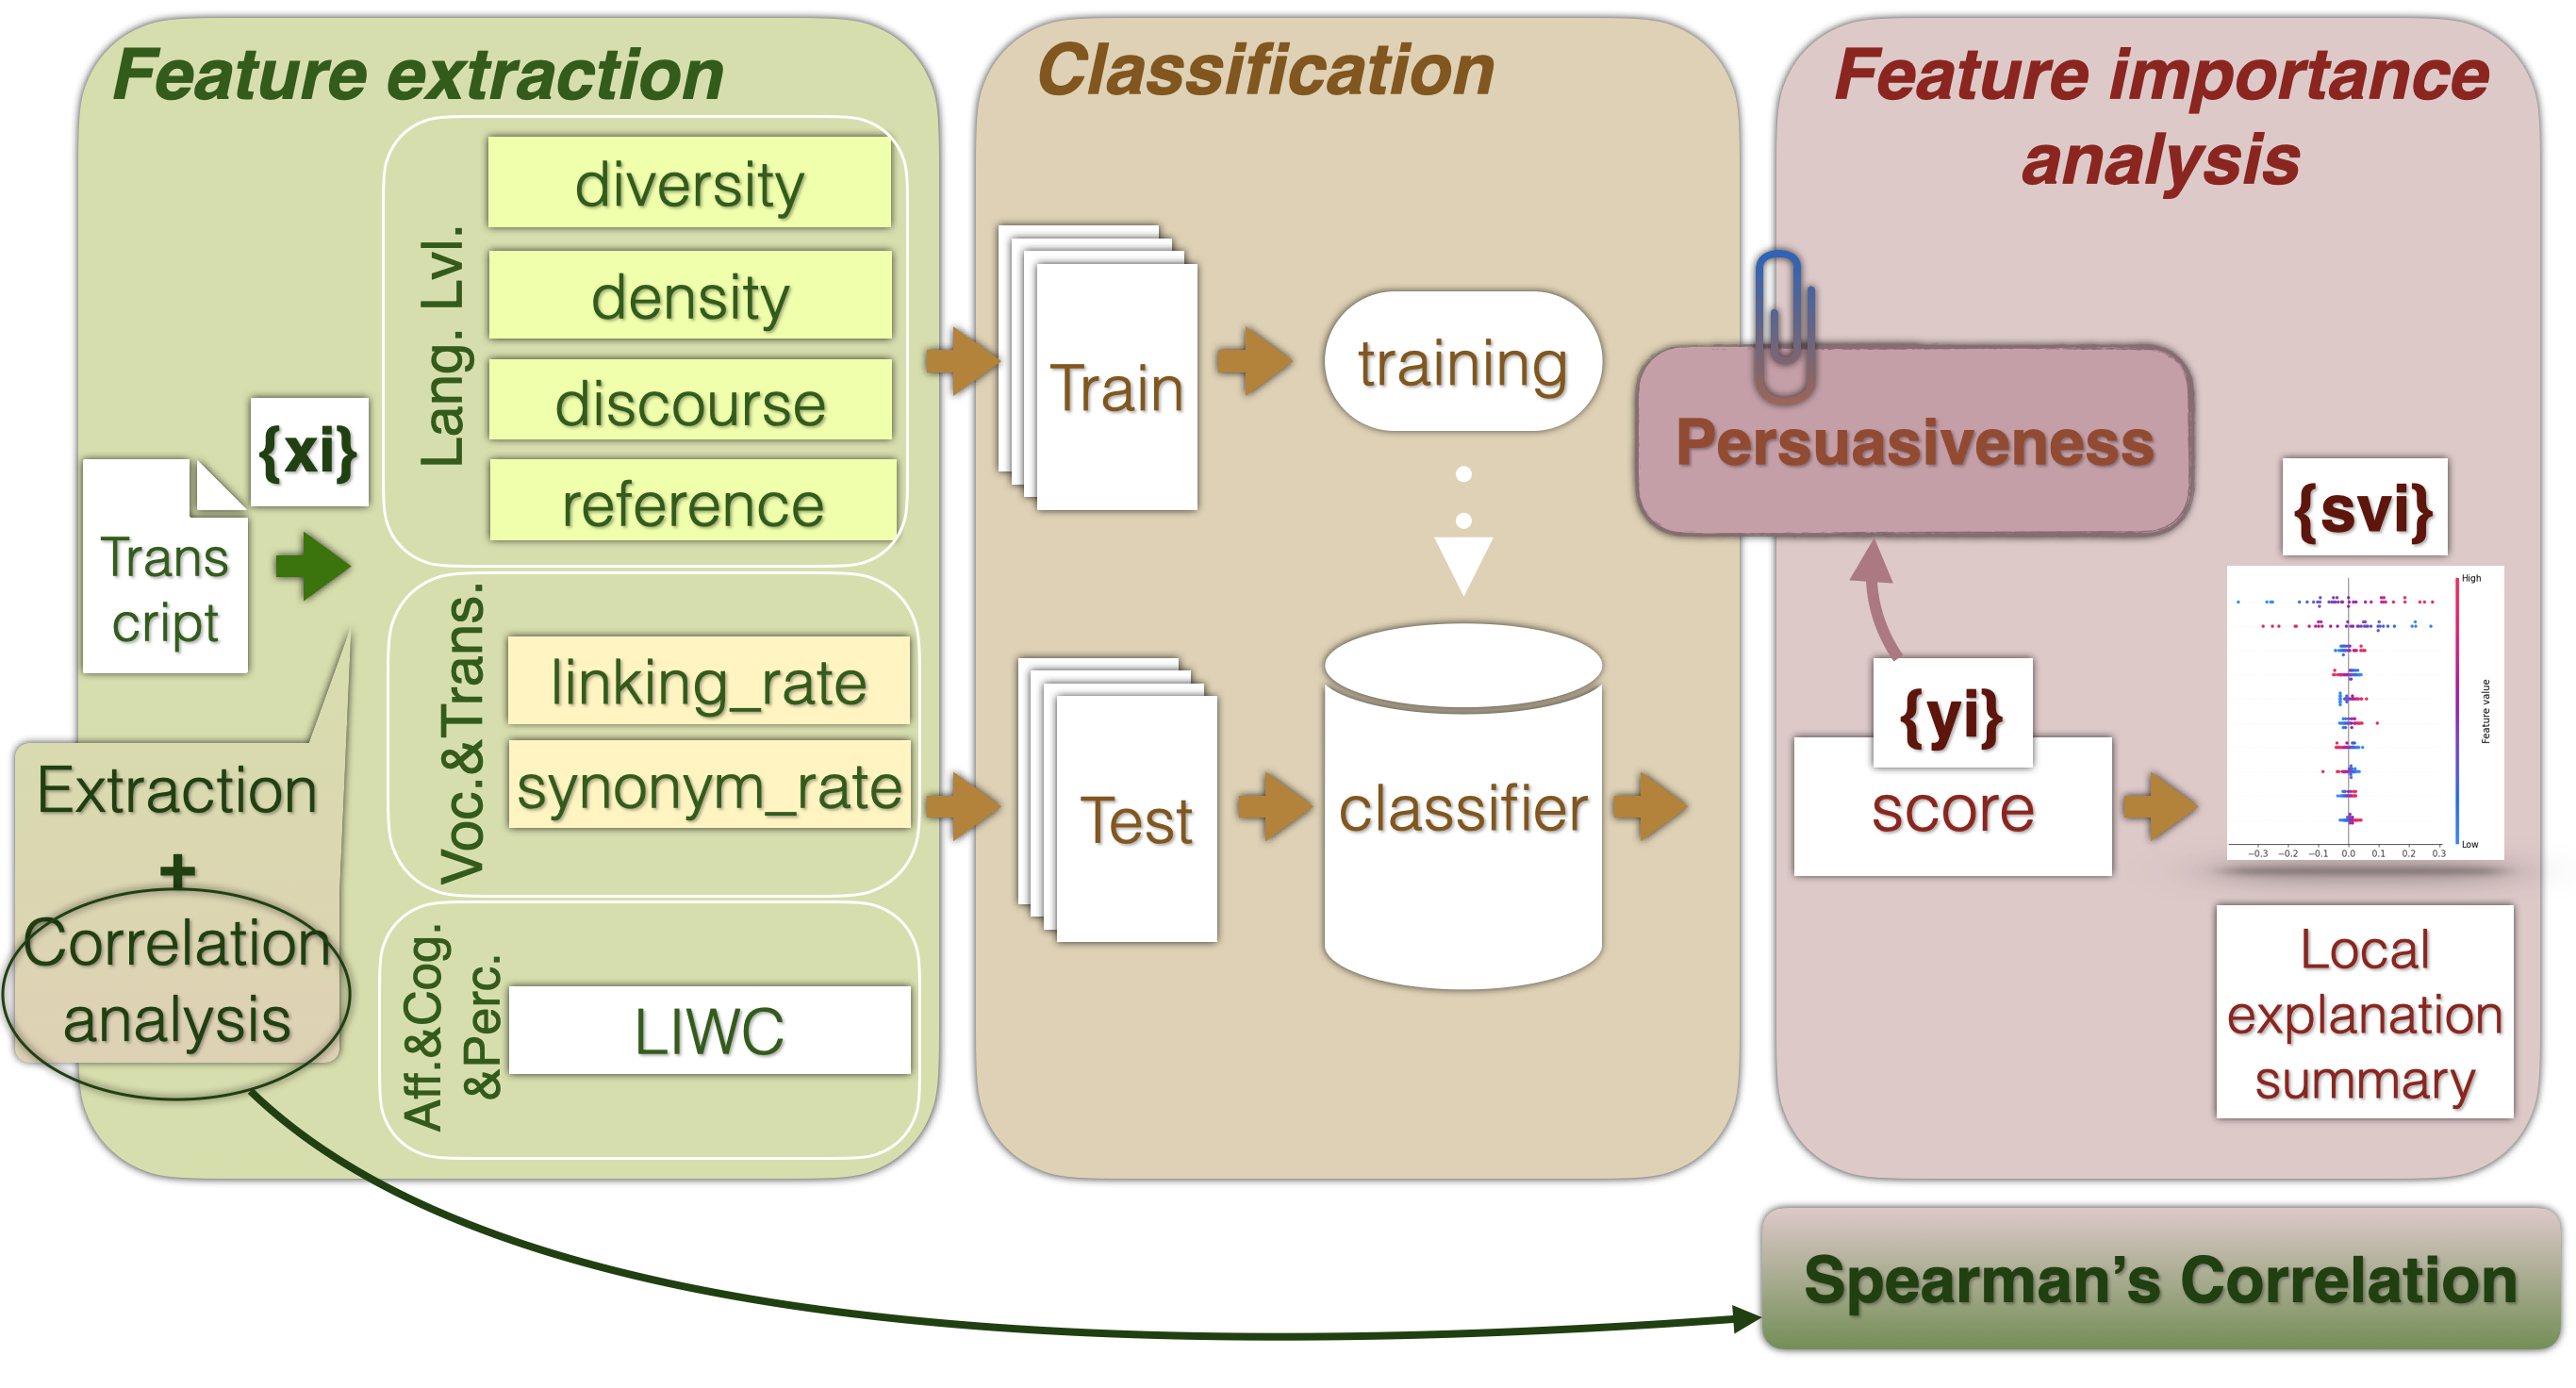 Feature extraction
{xi}
Trans
cript
Extraction
+
Correlation
analysis
Lang. Lvl.
diversity
density
discourse
reference
Voc.&Trans.
linking_rate
synonym_rate
Aff.&Cog.
&Perc.
LIWC
Classification
Train
training
Test
classifier
Feature importance
analysis
Persuasiveness
{yi}
score
{svi}
High
Feature value
Low
−0.3 −0.2 −0.1 0.0 0.1 0.2 0.3
Local
explanation
summary
Spearman’s Correlation